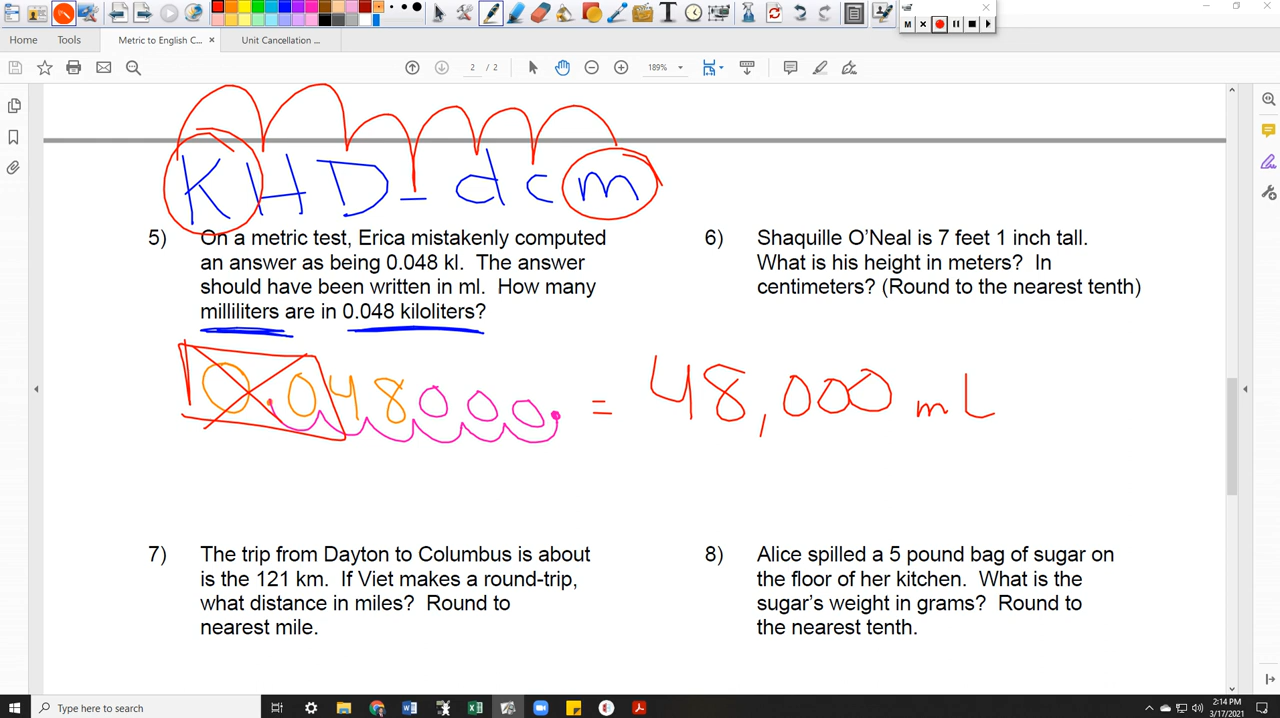 M
Home
Tools
Metric to English C... ×
Unit Cancellation ...
2 / 2
189%
K H D _ d c m
5) On a metric test, Erica mistakenly computed
an answer as being 0.048 kl. The answer
should have been written in ml. How many
milliliters are in 0.048 kiloliters?
0.048000. = 48,000 mL
6) Shaquille O'Neal is 7 feet 1 inch tall.
What is his height in meters? In
centimeters? (Round to the nearest tenth)
7) The trip from Dayton to Columbus is about
is the 121 km. If Viet makes a round-trip,
what distance in miles? Round to
nearest mile.
8) Alice spilled a 5 pound bag of sugar on
the floor of her kitchen. What is the
sugar's weight in grams? Round to
the nearest tenth.
Type here to search
2:14 PM
3/17/2021